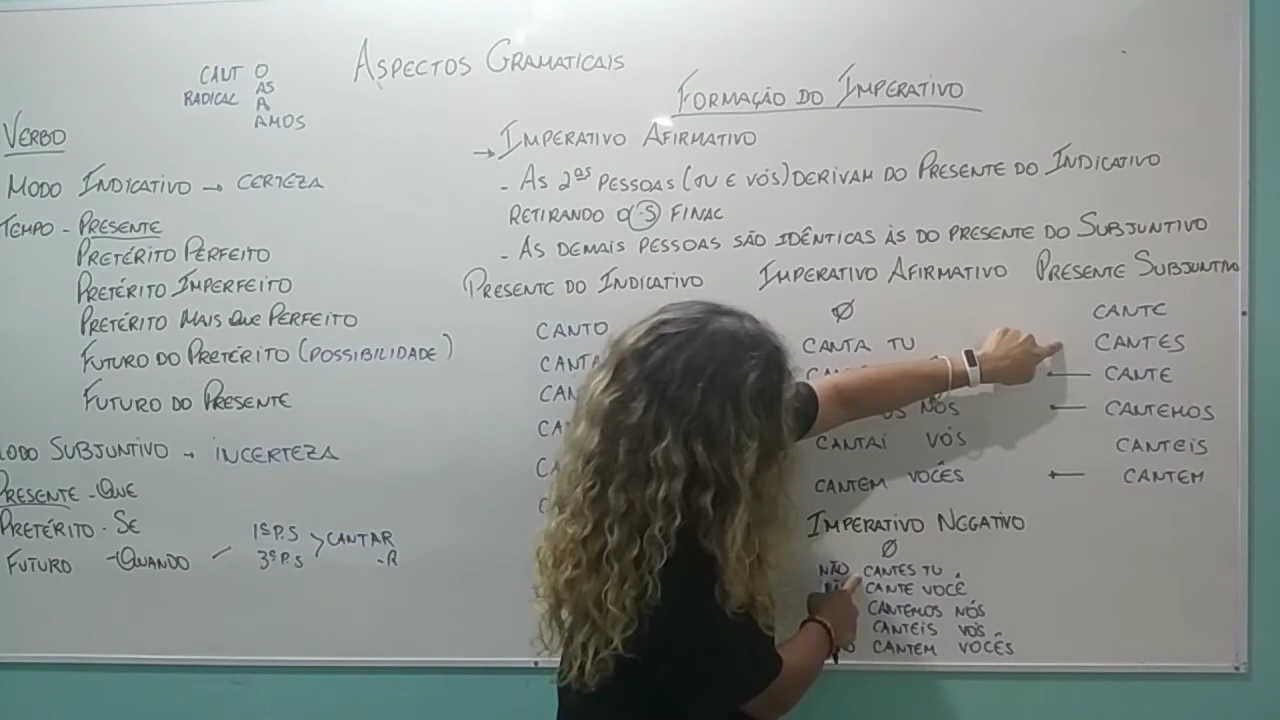 ASPECTOS GRAMATICAIS
CANT O
RADICAL AS
A
AMOS
VERBO
MODO INDICATIVO → CERTEZA
TEMPO - PRESENTE
PRETÉRITO PERFEITO
PRETÉRITO IMPERFEITO
PRETÉRITO MAIS QUE PERFEITO
FUTURO DO PRETÉRITO (POSSIBILIDADE)
FUTURO DO PRESENTE
MODO SUBJUNTIVO → INCERTEZA
PRESENTE - QUE
PRETÉRITO - SE
FUTURO - QUANDO
1ª P.S
3ª P.S
CANTAR
-R
FORMAÇÃO DO IMPERATIVO
→ IMPERATIVO AFIRMATIVO
- AS 2ªS PESSOAS (TU E VÓS) DERIVAM DO PRESENTE DO INDICATIVO
RETIRANDO O -S FINAL
- AS DEMAIS PESSOAS SÃO IDÊNTICAS ÀS DO PRESENTE DO SUBJUNTIVO
PRESENTE DO INDICATIVO
CANTO
IMPERATIVO AFIRMATIVO
Ø
CANTA TU
NÓS
CANTAI VÓS
CANTEM VOCÊS
PRESENTE SUBJUNTIVO
CANTE
CANTES
← CANTE
← CANTEMOS
CANTEIS
← CANTEM
IMPERATIVO NEGATIVO
Ø
NÃO CANTES TU
CANTE VOCÊ
CANTEMOS NÓS
CANTEIS VÓS
CANTEM VOCÊS